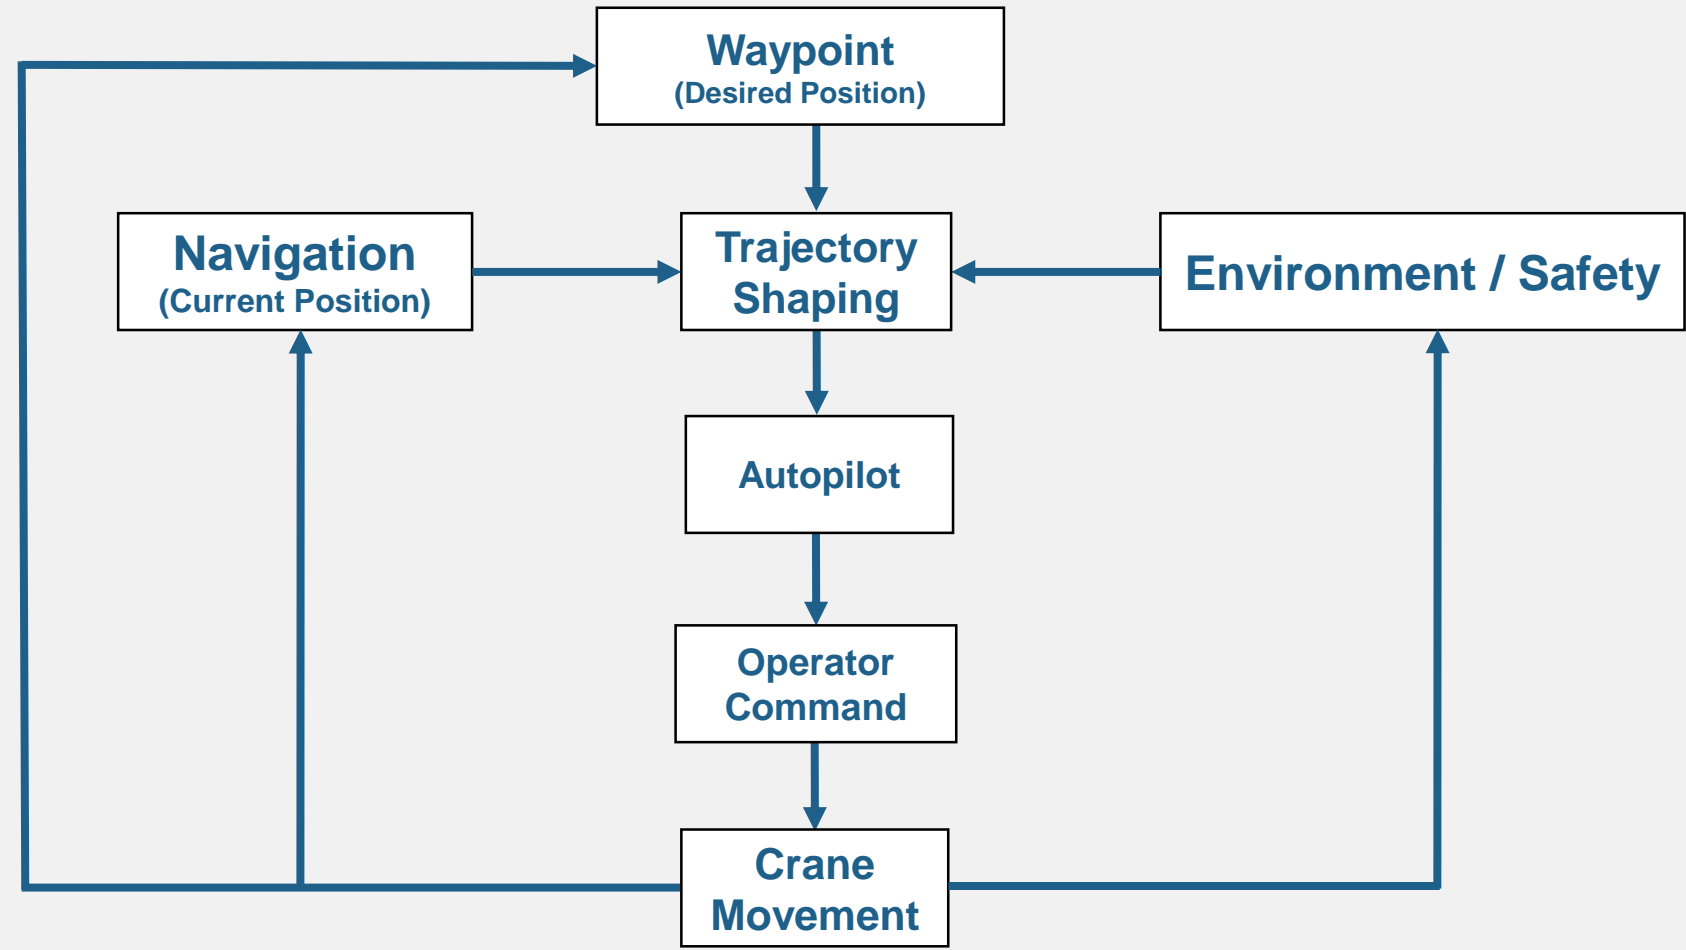 Waypoint
(Desired Position)
Navigation
(Current Position)
Trajectory
Shaping
Environment / Safety
Autopilot
Operator
Command
Crane
Movement